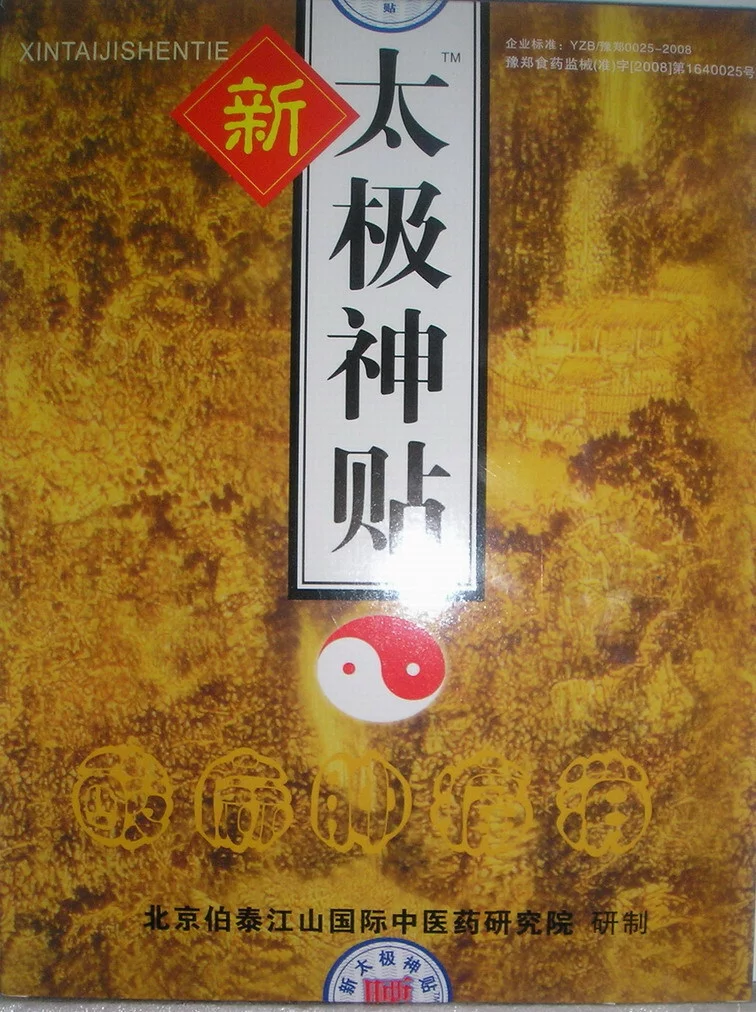 贴
XINTAIJISHENTIE
企业标准：YZB/豫郑0025-2008
豫郑食药监械(准)字[2008]第1640025号
新
太极神贴
TM
北京伯泰江山国际中医药研究院 研制
新太极神贴